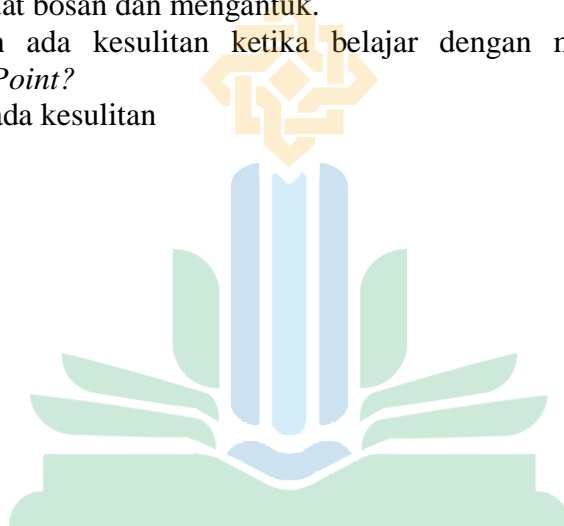 at bosan dan mengantuk.
ada kesulitan ketika belajar dengan
Point?
ada kesulitan